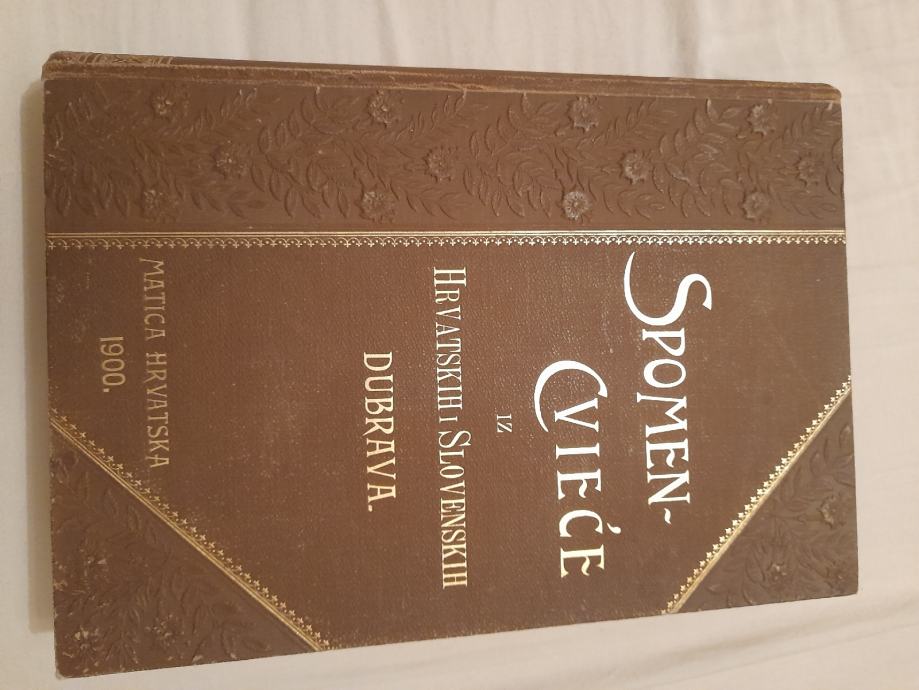 SPOMEN-
CVIEĆE
IZ
HRVATSKIH I SLOVENSKIH
DUBRAVA.
MATICA HRVATSKA
1900.